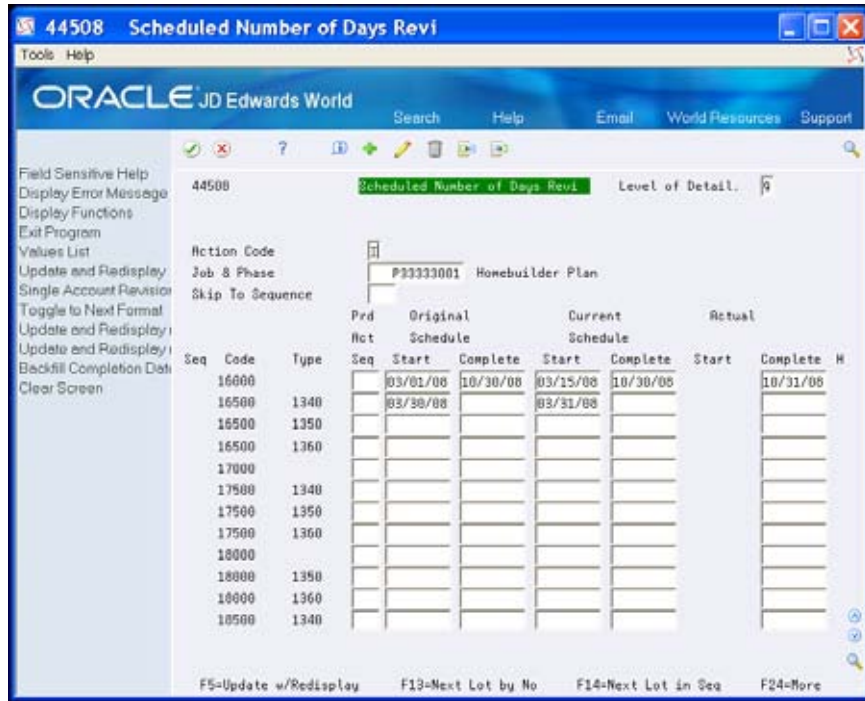 44508 Scheduled Number of Days Revi
Tools Help
ORACLE JD Edwards World
Search Help Email World Resources Support
Field Sensitive Help
Display Error Message
Display Functions
Exit Program
Values List
Update and Redisplay
Single Account Revision
Toggle to Next Format
Update and Redisplay
Update and Redisplay
Backfill Completion Date
Clear Screen
44508 Scheduled Number of Days Revi Level of Detail. 9
Action Code I
Job & Phase P33333001 Homebuilder Plan
Skip To Sequence
Prd Original Current Actual
Act Schedule Schedule
Seq Code Type Seq Start Complete Start Complete Start Complete M
16000 03/01/08 10/30/08 03/15/08 10/30/08 10/31/08
16500 1340 03/30/08 03/31/08
16500 1350
16500 1360
17000
17500 1340
17500 1350
17500 1360
18000
18000 1350
18000 1360
18500 1340
F5=Update w/Redisplay F13=Next Lot by No F14=Next Lot in Seq F24=More